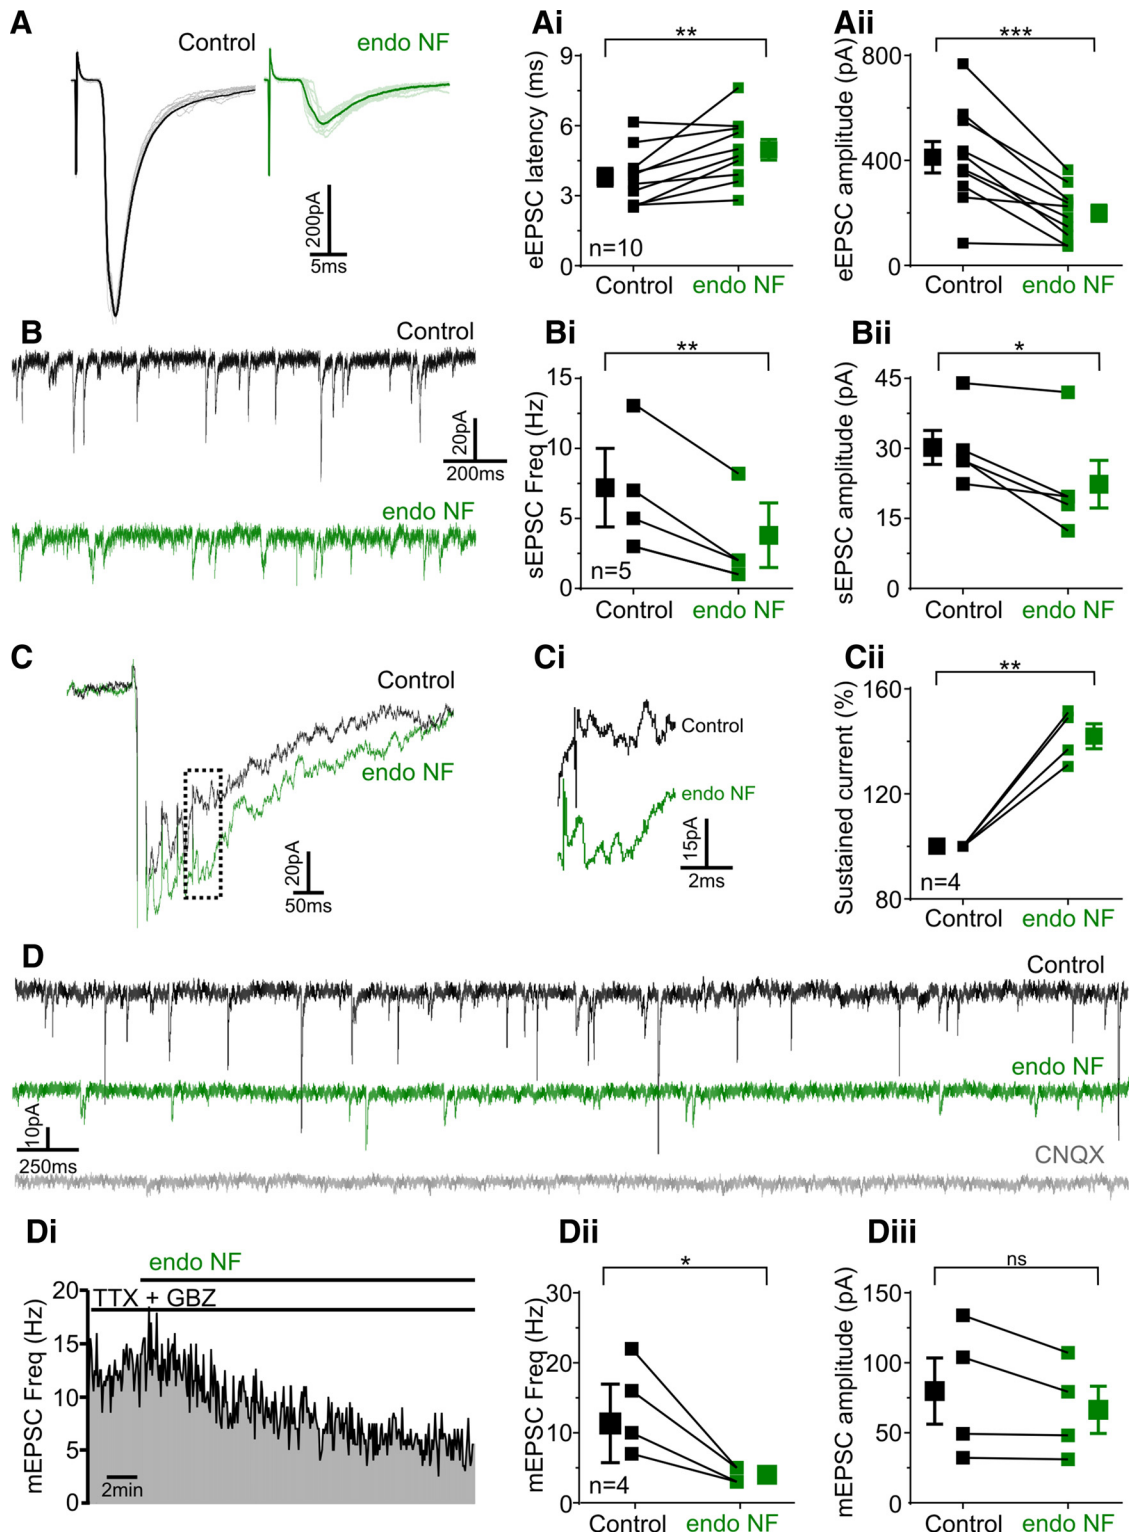 A
Control
endo NF
200pA
5ms
Ai
**
eEPSC latency (ms)
9
6
3
0
n=10
Control
endo NF
Aii
***
eEPSC amplitude (pA)
800
400
0
Control
endo NF
B
Control
20pA
200ms
endo NF
Bi
**
sEPSC Freq (Hz)
15
10
5
0
n=5
Control
endo NF
Bii
*
sEPSC amplitude (pA)
45
30
15
0
Control
endo NF
C
Control
endo NF
20pA
50ms
Ci
Control
endo NF
15pA
2ms
Cii
**
Sustained current (%)
160
120
80
n=4
Control
endo NF
D
Control
endo NF
10pA
250ms
CNQX
Di
endo NF
TTX + GBZ
mEPSC Freq (Hz)
20
15
10
5
0
2min
Dii
*
mEPSC Freq (Hz)
30
20
10
0
n=4
Control
endo NF
Diii
ns
mEPSC amplitude (pA)
150
100
50
0
Control
endo NF